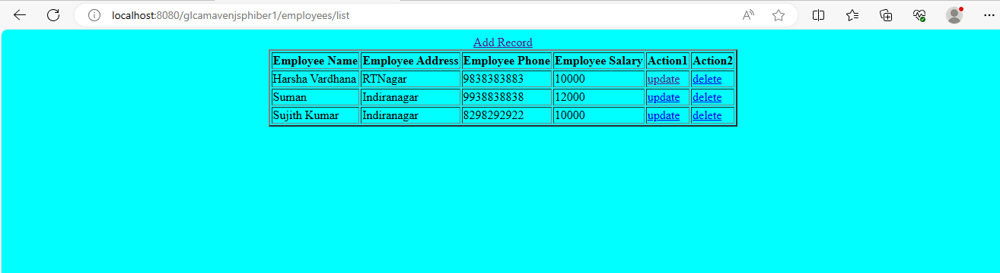 localhost:8080/glcamavenjsphiber1/employees/list
Add Record
Employee Name Employee Address Employee Phone Employee Salary Action1 Action2
Harsha Vardhana RTNagar 9838383883 10000 update delete
Suman Indiranagar 9938838838 12000 update delete
Sujith Kumar Indiranagar 8298292922 10000 update delete